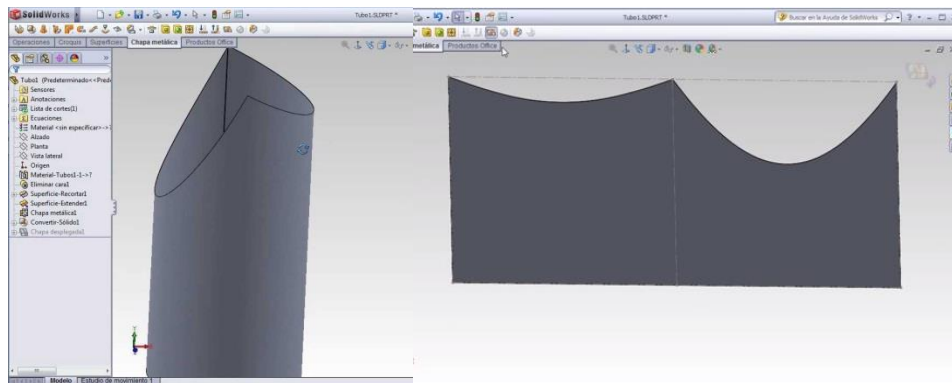 SolidWorks
Tubo1.SLDPRT *
Operaciones Croquis Superficies Chapa metálica Productos Office
Tubo1 (Predeterminado<<Pred
Sensores
Anotaciones
Lista de cortes(1)
Ecuaciones
Material <sin especificar>
Alzado
Planta
Vista lateral
Origen
Material-Tubos1-1->?
Eliminar cara1
Superficie-Recortar1
Superficie-Extender1
Chapa metálica1
Convertir-Sólido1
Chapa desplegada1
Modelo Estudio de movimiento 1
Tubo1.SLDPRT *
Buscar en la Ayuda de SolidWorks
metálica Productos Office